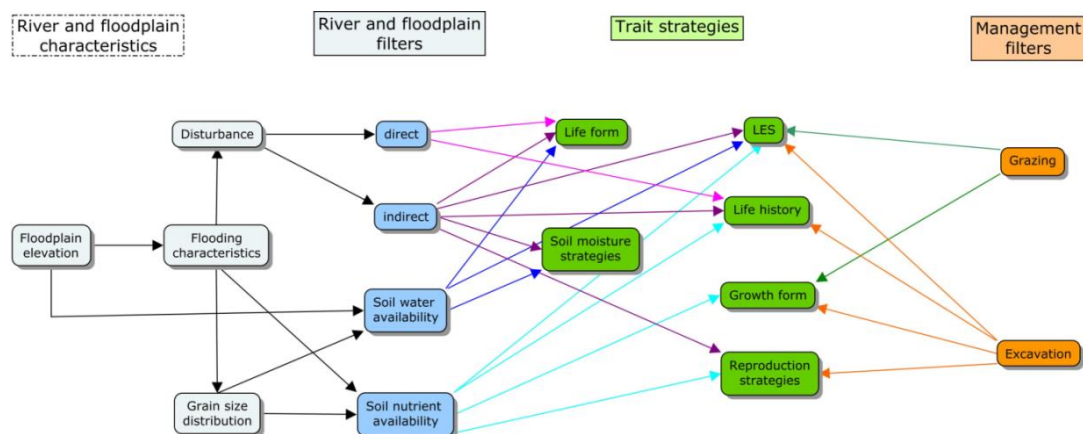 River and floodplain
characteristics
River and floodplain
filters
Trait strategies
Management
filters
Disturbance
direct
Life form
LES
Grazing
indirect
Life history
Floodplain
elevation
Flooding
characteristics
Soil moisture
strategies
Soil water
availability
Growth form
Excavation
Reproduction
strategies
Grain size
distribution
Soil nutrient
availability